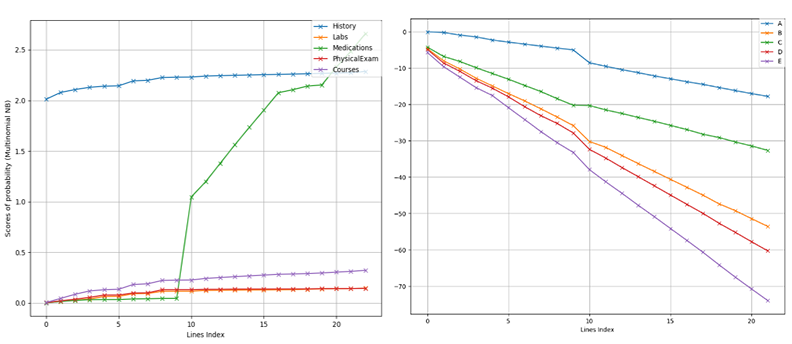 History
Labs
Medications
PhysicalExam
Courses
2.5
2.0
1.5
1.0
0.5
0.0
Scores of probability (Multinomial NB)
0
5
10
15
20
Lines Index
A
B
C
D
E
0
−10
−20
−30
−40
−50
−60
−70
0
5
10
15
20
Lines Index